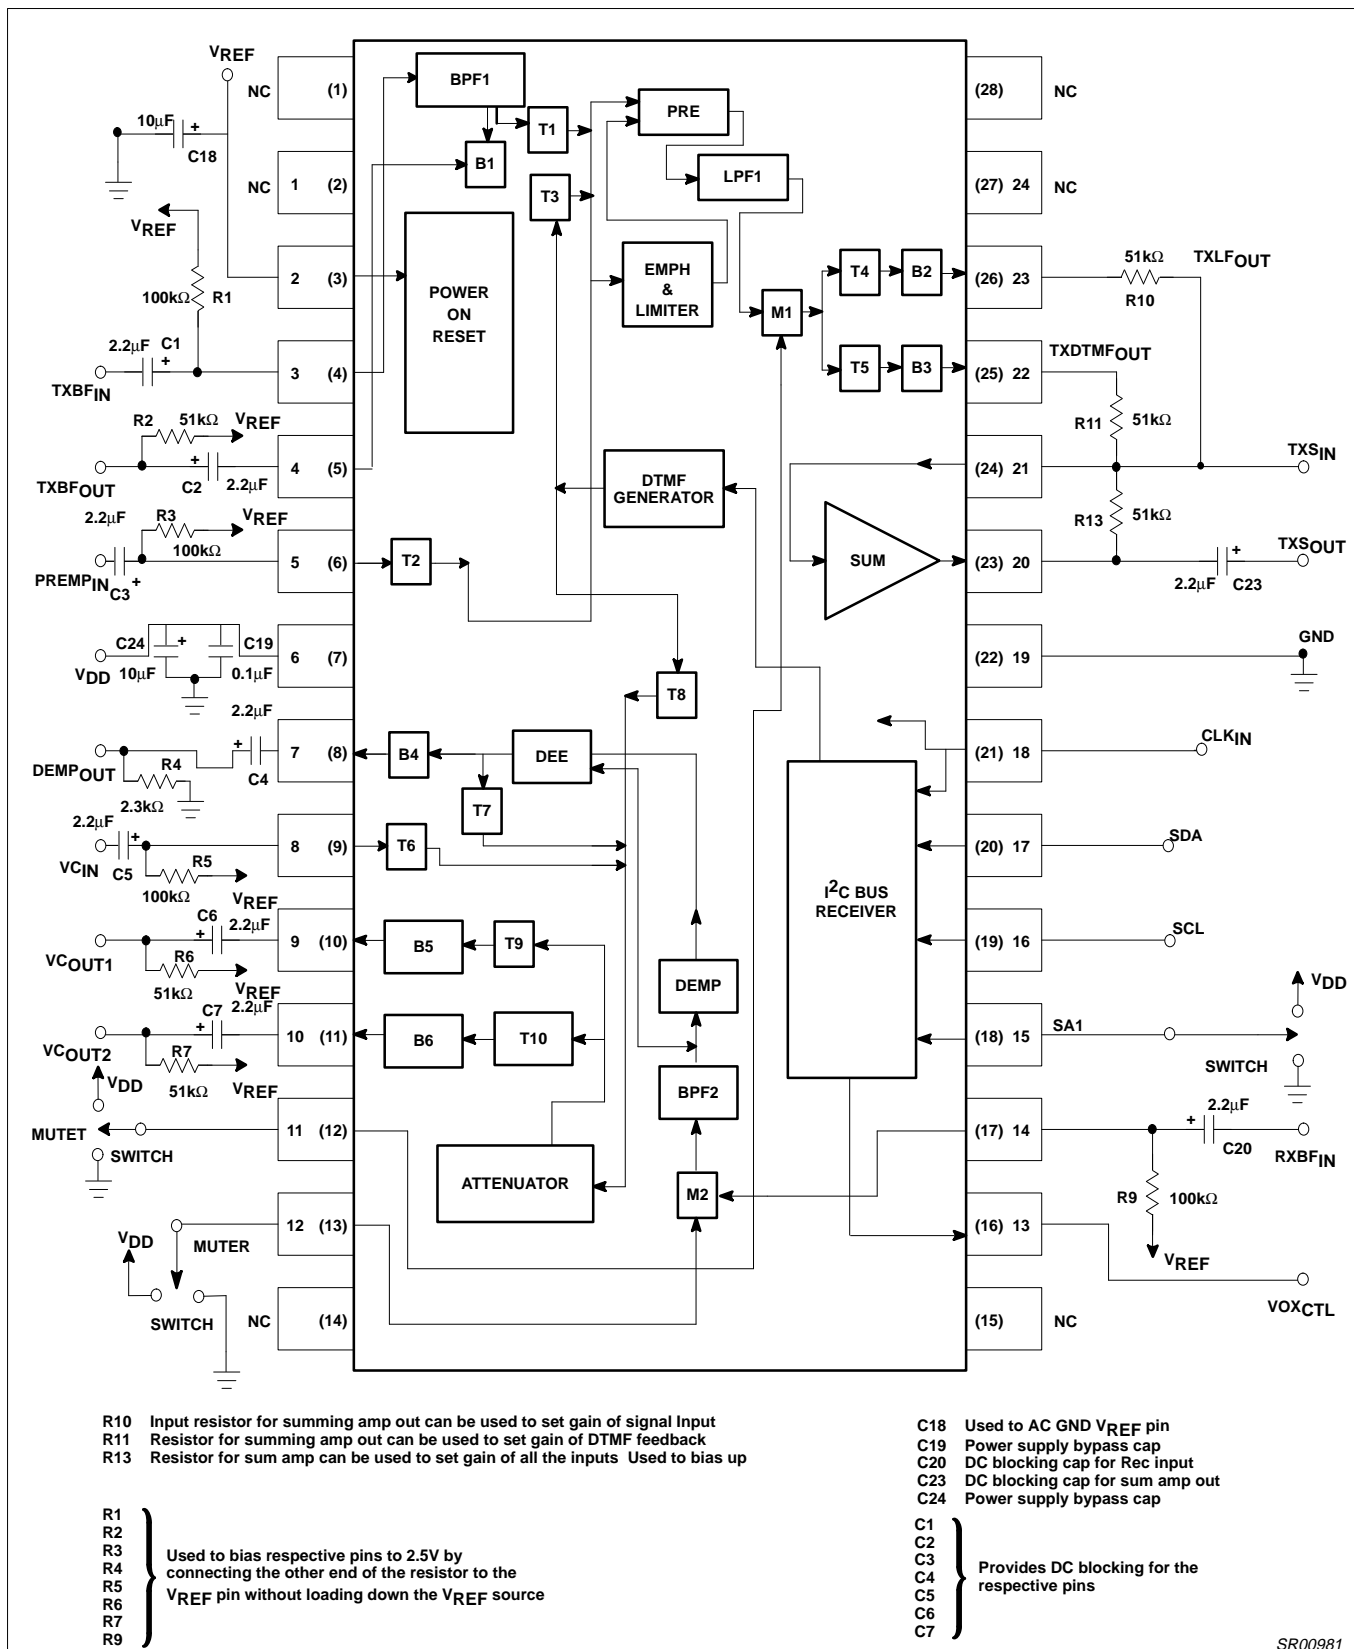 VREF
NC (1)
10µF
+
C18
NC 1 (2)
VREF
100kΩ R1
2 (3)
2.2µF C1
+
TXBFIN
3 (4)
R2 51kΩ VREF
TXBFOUT
+
C2 2.2µF
4 (5)
2.2µF R3 VREF
100kΩ
PREMPIN C3 +
5 (6)
C24 + C19
VDD 10µF 0.1µF
6 (7)
2.2µF
+
DEMPOUT R4 C4
2.3kΩ
7 (8)
2.2µF
+
VCIN C5 R5
100kΩ VREF
8 (9)
C6 2.2µF
+
VCOUT1 R6
51kΩ VREF
9 (10)
C7 2.2µF
+
VCOUT2 R7
51kΩ VREF
10 (11)
VDD
MUTET
SWITCH
11 (12)
VDD
MUTER
SWITCH
12 (13)
NC (14)
BPF1
T1
B1
T3
PRE
LPF1
POWER
ON
RESET
EMPH
&
LIMITER
M1
T4
B2
T5
B3
DTMF
GENERATOR
SUM
T2
T8
B4
DEE
T7
T6
I2C BUS
RECEIVER
B5
T9
DEMP
B6
T10
BPF2
ATTENUATOR
M2
(28) NC
(27) 24 NC
(26) 23
51kΩ TXLFOUT
R10
(25) 22
TXDTMFOUT
R11 51kΩ
(24) 21
TXSIN
R13 51kΩ
(23) 20
+
TXSOUT
2.2µF C23
(22) 19
GND
(21) 18
CLKIN
(20) 17
SDA
(19) 16
SCL
VDD
(18) 15 SA1
SWITCH
2.2µF
+
(17) 14
C20 RXBFIN
R9 100kΩ
VREF
(16) 13
VOXCTL
(15) NC
R10 Input resistor for summing amp out can be used to set gain of signal Input
R11 Resistor for summing amp out can be used to set gain of DTMF feedback
R13 Resistor for sum amp can be used to set gain of all the inputs Used to bias up
C18 Used to AC GND VREF pin
C19 Power supply bypass cap
C20 DC blocking cap for Rec input
C23 DC blocking cap for sum amp out
C24 Power supply bypass cap
R1
R2
R3
R4
R5
R6
R7
R9
Used to bias respective pins to 2.5V by
connecting the other end of the resistor to the
VREF pin without loading down the VREF source
C1
C2
C3
C4
C5
C6
C7
Provides DC blocking for the
respective pins
SR00981